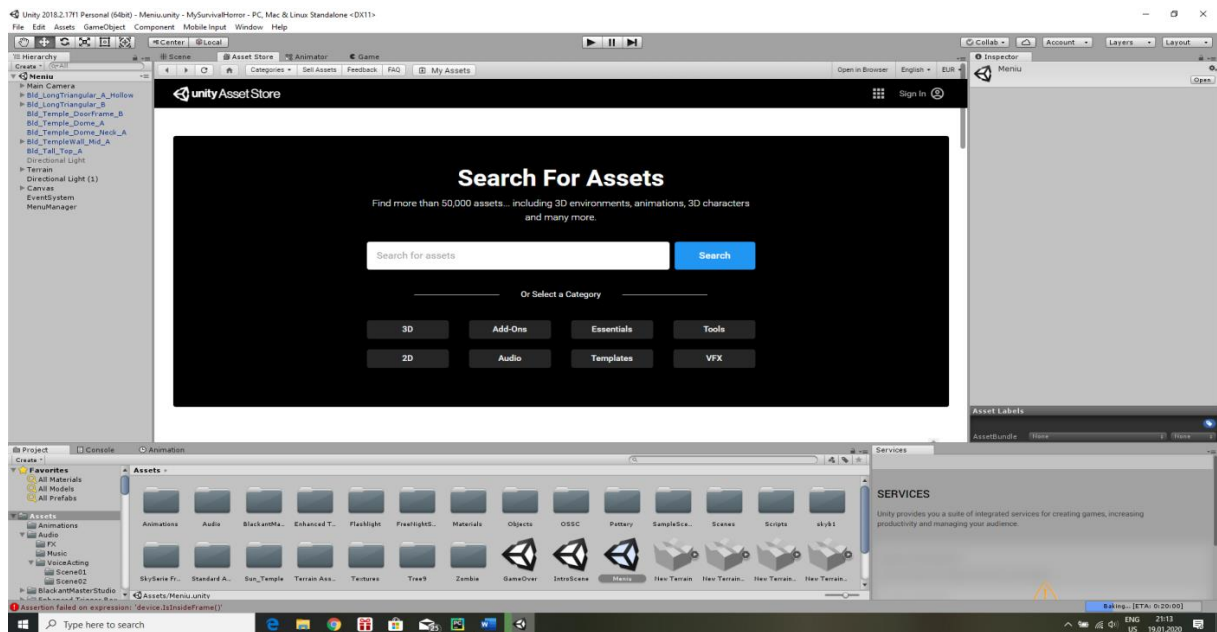 Unity 2018.2.17f1 Personal (64bit) - Meniu.unity - MySurvivalHorror - PC, Mac & Linux Standalone <DX11>
File Edit Assets GameObject Component Mobile Input Window Help
Center Local Collab Account Layers Layout
Hierarchy Scene Asset Store Animator Game Inspector
Create All Categories Sell Assets Feedback FAQ My Assets Open in Browser English EUR Meniu
Open
Meniu
Main Camera
Bld_LongTriangular_A_Hollow
Bld_LongTriangular_B
Bld_Temple_DoorFrame_B
Bld_Temple_Dome_A
Bld_Temple_Dome_Neck_A
Bld_TempleWall_Mid_A
Bld_Tall_Top_A
Directional Light
Terrain
Directional Light (1)
Canvas
EventSystem
MenuManager
unity Asset Store Sign In
Search For Assets
Find more than 50,000 assets... including 3D environments, animations, 3D characters
and many more.
Search for assets Search
Or Select a Category
3D Add-Ons Essentials Tools
2D Audio Templates VFX
Asset Labels
AssetBundle None None
Project Console Animation Services
Create
Favorites
All Materials
All Models
All Prefabs
Assets
Animations
Audio
FX
Music
VoiceActing
Scene01
Scene02
BlackantMasterStudio
Assets
Animations Audio BlackantMa... Enhanced T... Flashlight FreeNightS... Materials Objects OSSC Pottary SampleSce... Scenes Scripts skyb1
SkySerie Fr... Standard A... Sun_Temple Terrain Ass... Textures Tree9 Zombie GameOver IntroScene Meniu New Terrain New Terrain... New Terrain... New Terrain...
Assets/Meniu.unity
SERVICES
Unity provides you a suite of integrated services for creating games, increasing
productivity and managing your audience.
Assertion failed on expression: 'device.IsInsideFrame()' Baking... [ETA: 0:20:00]
Type here to search 25 ENG 21:13
US 19.01.2020